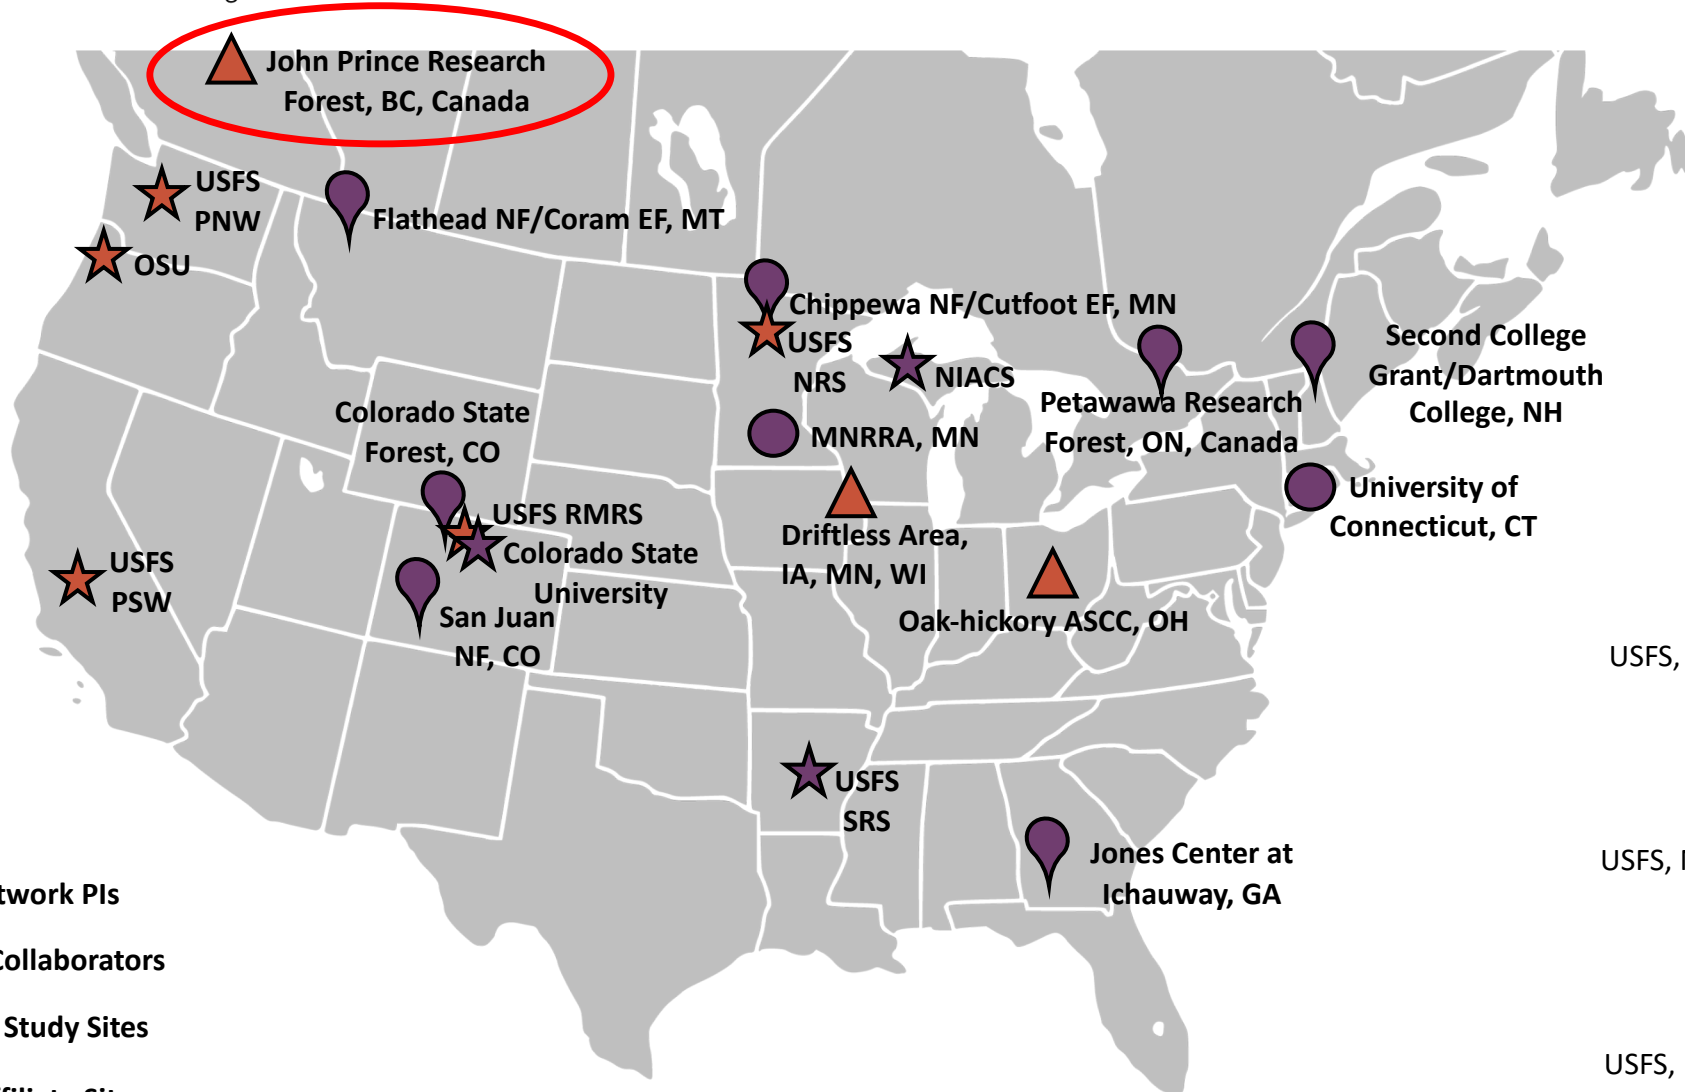 John Prince Research
Forest, BC, Canada
USFS
PNW
Flathead NF/Coram EF, MT
OSU
Chippewa NF/Cutfoot EF, MN
USFS
NRS
NIACS
Second College
Grant/Dartmouth
College, NH
Petawawa Research
Forest, ON, Canada
Colorado State
Forest, CO
MNRRA, MN
University of
Connecticut, CT
USFS RMRS
Colorado State
University
Driftless Area,
IA, MN, WI
USFS
PSW
San Juan
NF, CO
Oak-hickory ASCC, OH
USFS,
USFS
SRS
Jones Center at
Ichauway, GA
USFS,
twork PIs
Collaborators
Study Sites
USFS,